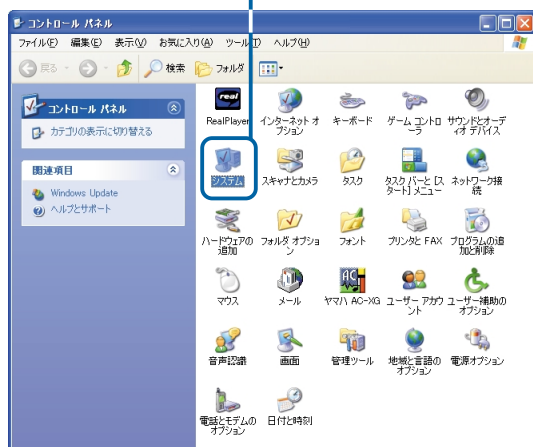 コントロール パネル
ファイル(F) 編集(E) 表示(V) お気に入り(A) ツール(T) ヘルプ(H)
戻る 検索 フォルダ
コントロール パネル
カテゴリの表示に切り替える
関連項目
Windows Update
ヘルプとサポート
real
RealPlayer
インターネット オ
プション
キーボード
ゲーム コントロ
ーラ
サウンドとオーデ
ィオ デバイス
システム
スキャナとカメラ
タスク
タスク バーと [ス
タート] メニュー
ネットワーク接
続
ハードウェアの
追加
フォルダ オプショ
ン
フォント
プリンタと FAX
プログラムの追
加と削除
マウス
メール
AC
XG
ヤマハ AC-XG
ユーザー アカウ
ント
ユーザー補助の
オプション
音声認識
画面
管理ツール
地域と言語の
オプション
電源オプション
電話とモデムの
オプション
日付と時刻